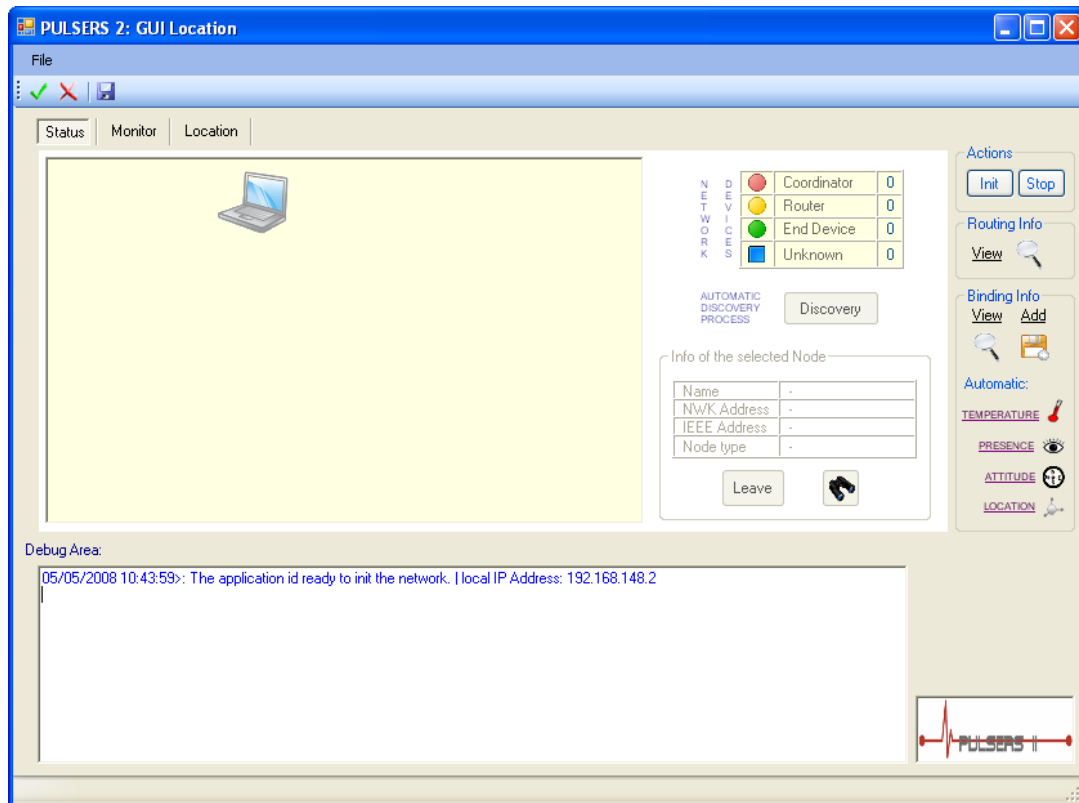 PULSERS 2: GUI Location
File
Status
Monitor
Location
NETWORK
DEVICES
Coordinator 0
Router 0
End Device 0
Unknown 0
AUTOMATIC
DISCOVERY
PROCESS
Discovery
Info of the selected Node
Name -
NWK Address -
IEEE Address -
Node type -
Leave
Actions
Init
Stop
Routing Info
View
Binding Info
View
Add
Automatic:
TEMPERATURE
PRESENCE
ATTITUDE
LOCATION
Debug Area:
05/05/2008 10:43:59>: The application id ready to init the network. | local IP Address: 192.168.148.2
PULSERS II